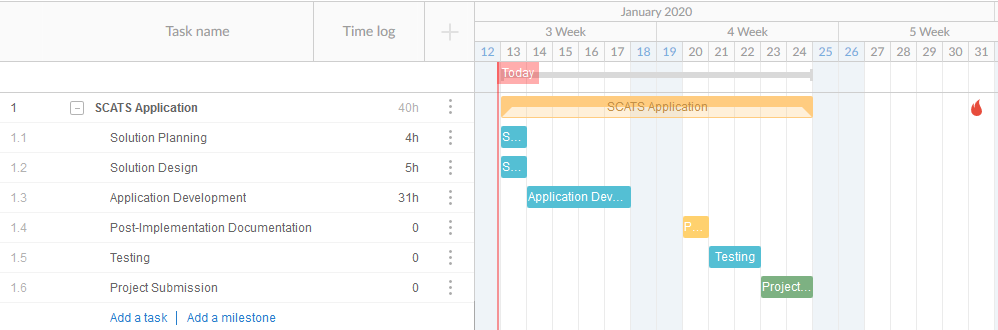 January 2020
Task name Time log 3 Week 4 Week 5 Week
12 13 14 15 16 17 18 19 20 21 22 23 24 25 26 27 28 29 30 31
Today
1 SCATS Application 40h SCATS Application
1.1 Solution Planning 4h S...
1.2 Solution Design 5h S...
1.3 Application Development 31h Application Dev...
1.4 Post-Implementation Documentation 0 P...
1.5 Testing 0 Testing
1.6 Project Submission 0 Project...
Add a task | Add a milestone